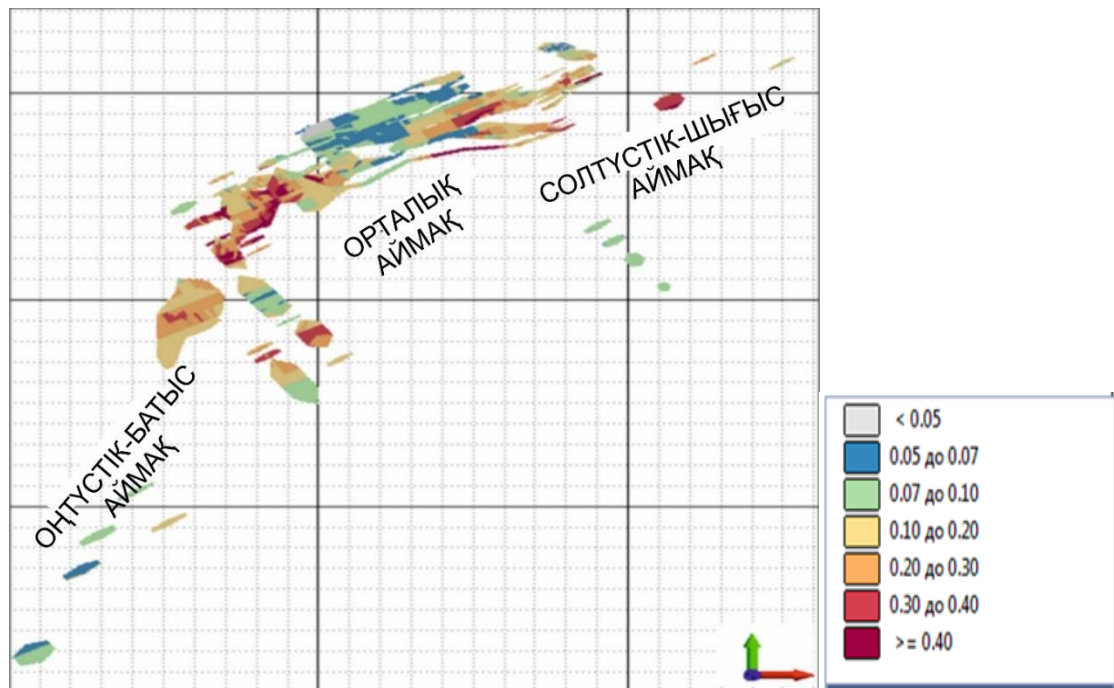 СОЛТҮСТІК-ШЫҒЫС
АЙМАҚ
ОРТАЛЫҚ
АЙМАҚ
ОҢТҮСТІК-БАТЫС
АЙМАҚ
< 0.05
0.05 до 0.07
0.07 до 0.10
0.10 до 0.20
0.20 до 0.30
0.30 до 0.40
>= 0.40